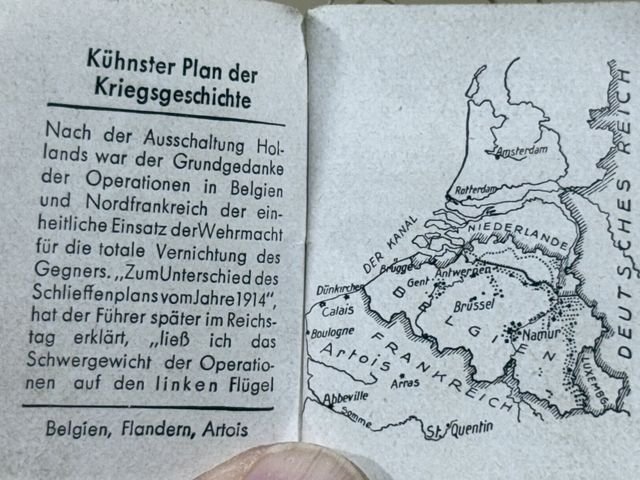 Kühnster Plan der
Kriegsgeschichte
Nach der Ausschaltung Hol-
lands war der Grundgedanke
der Operationen in Belgien
und Nordfrankreich der ein-
heitliche Einsatz der Wehrmacht
für die totale Vernichtung des
Gegners. „Zum Unterschied des
Schlieffenplans vom Jahre 1914",
hat der Führer später im Reichs-
tag erklärt, „ließ ich das
Schwergewicht der Operatio-
nen auf den linken Flügel
Belgien, Flandern, Artois
Amsterdam
Rotterdam
DEUTSCHES REICH
NIEDERLANDE
DER KANAL
Brügge
Gent
Antwerpen
Dünkirchen
Calais
BELGIEN
Brüssel
Boulogne
Namur
FRANKREICH
Artois
LUXEMBG.
Arras
Abbeville
Somme
St. Quentin